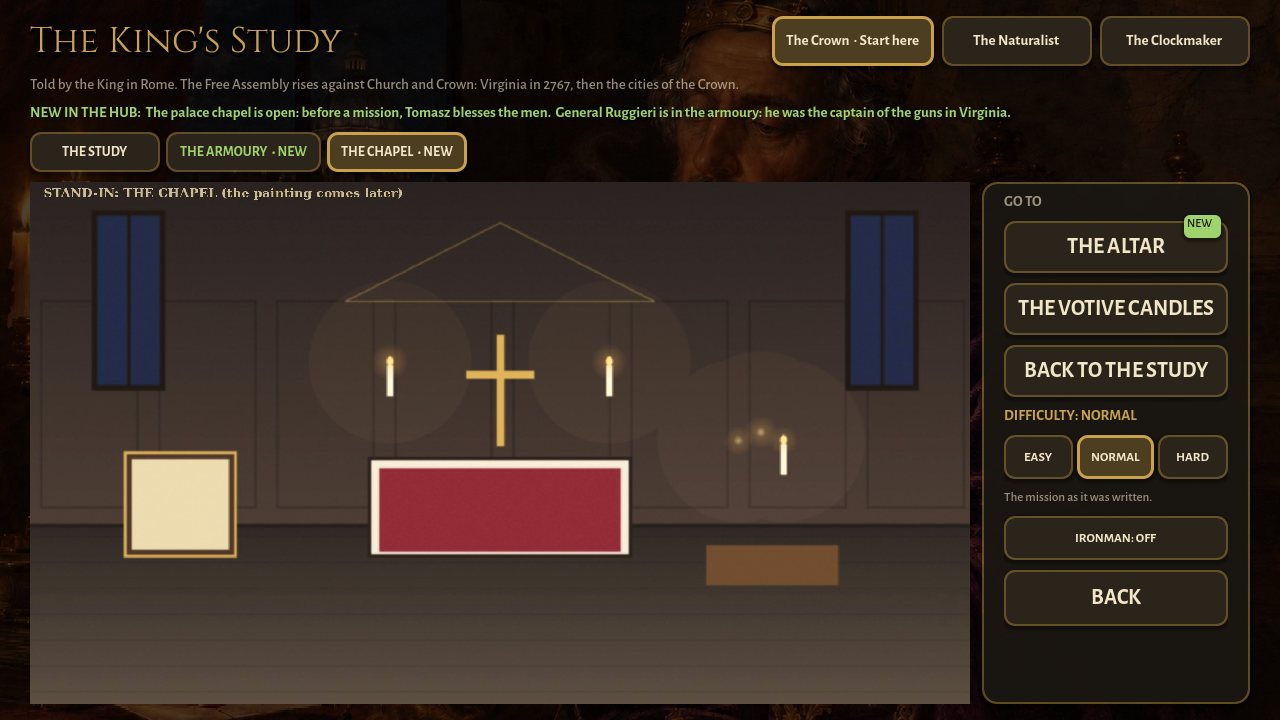 The King's Study
The Crown · Start here
The Naturalist
The Clockmaker
Told by the King in Rome. The Free Assembly rises against Church and Crown: Virginia in 2767, then the cities of the Crown.
NEW IN THE HUB: The palace chapel is open: before a mission, Tomasz blesses the men. General Ruggieri is in the armoury: he was the captain of the guns in Virginia.
THE STUDY
THE ARMOURY · NEW
THE CHAPEL · NEW
STAND-IN: THE CHAPEL (the painting comes later)
GO TO
NEW
THE ALTAR
THE VOTIVE CANDLES
BACK TO THE STUDY
DIFFICULTY: NORMAL
EASY
NORMAL
HARD
The mission as it was written.
IRONMAN: OFF
BACK